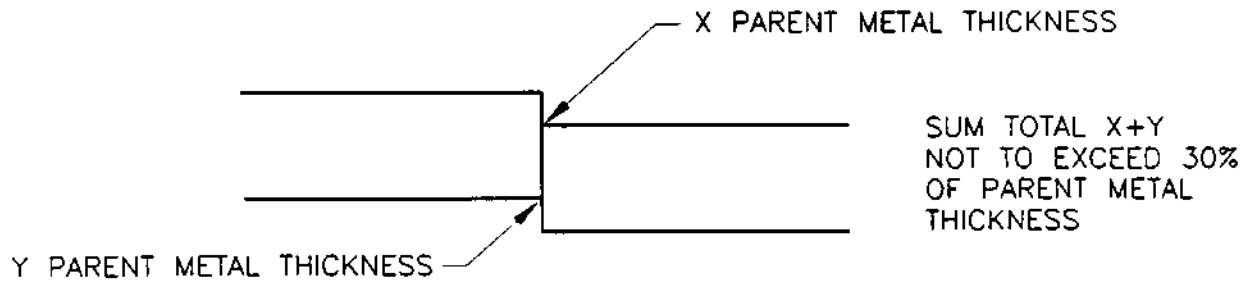 X PARENT METAL THICKNESS
SUM TOTAL X+Y
NOT TO EXCEED 30%
OF PARENT METAL
THICKNESS
Y PARENT METAL THICKNESS